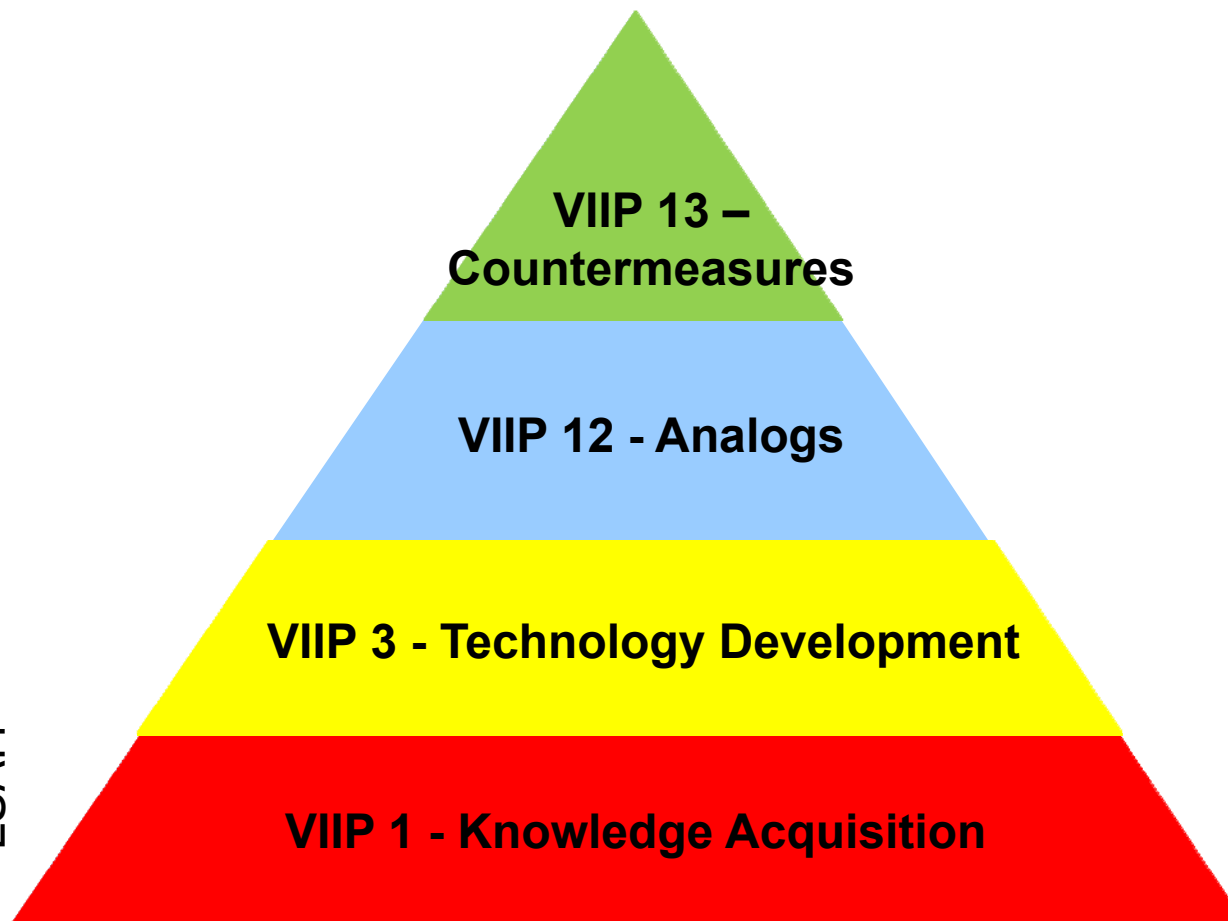 VIIP 13 –
Countermeasures
VIIP 12 - Analogs
VIIP 3 - Technology Development
VIIP 1 - Knowledge Acquisition